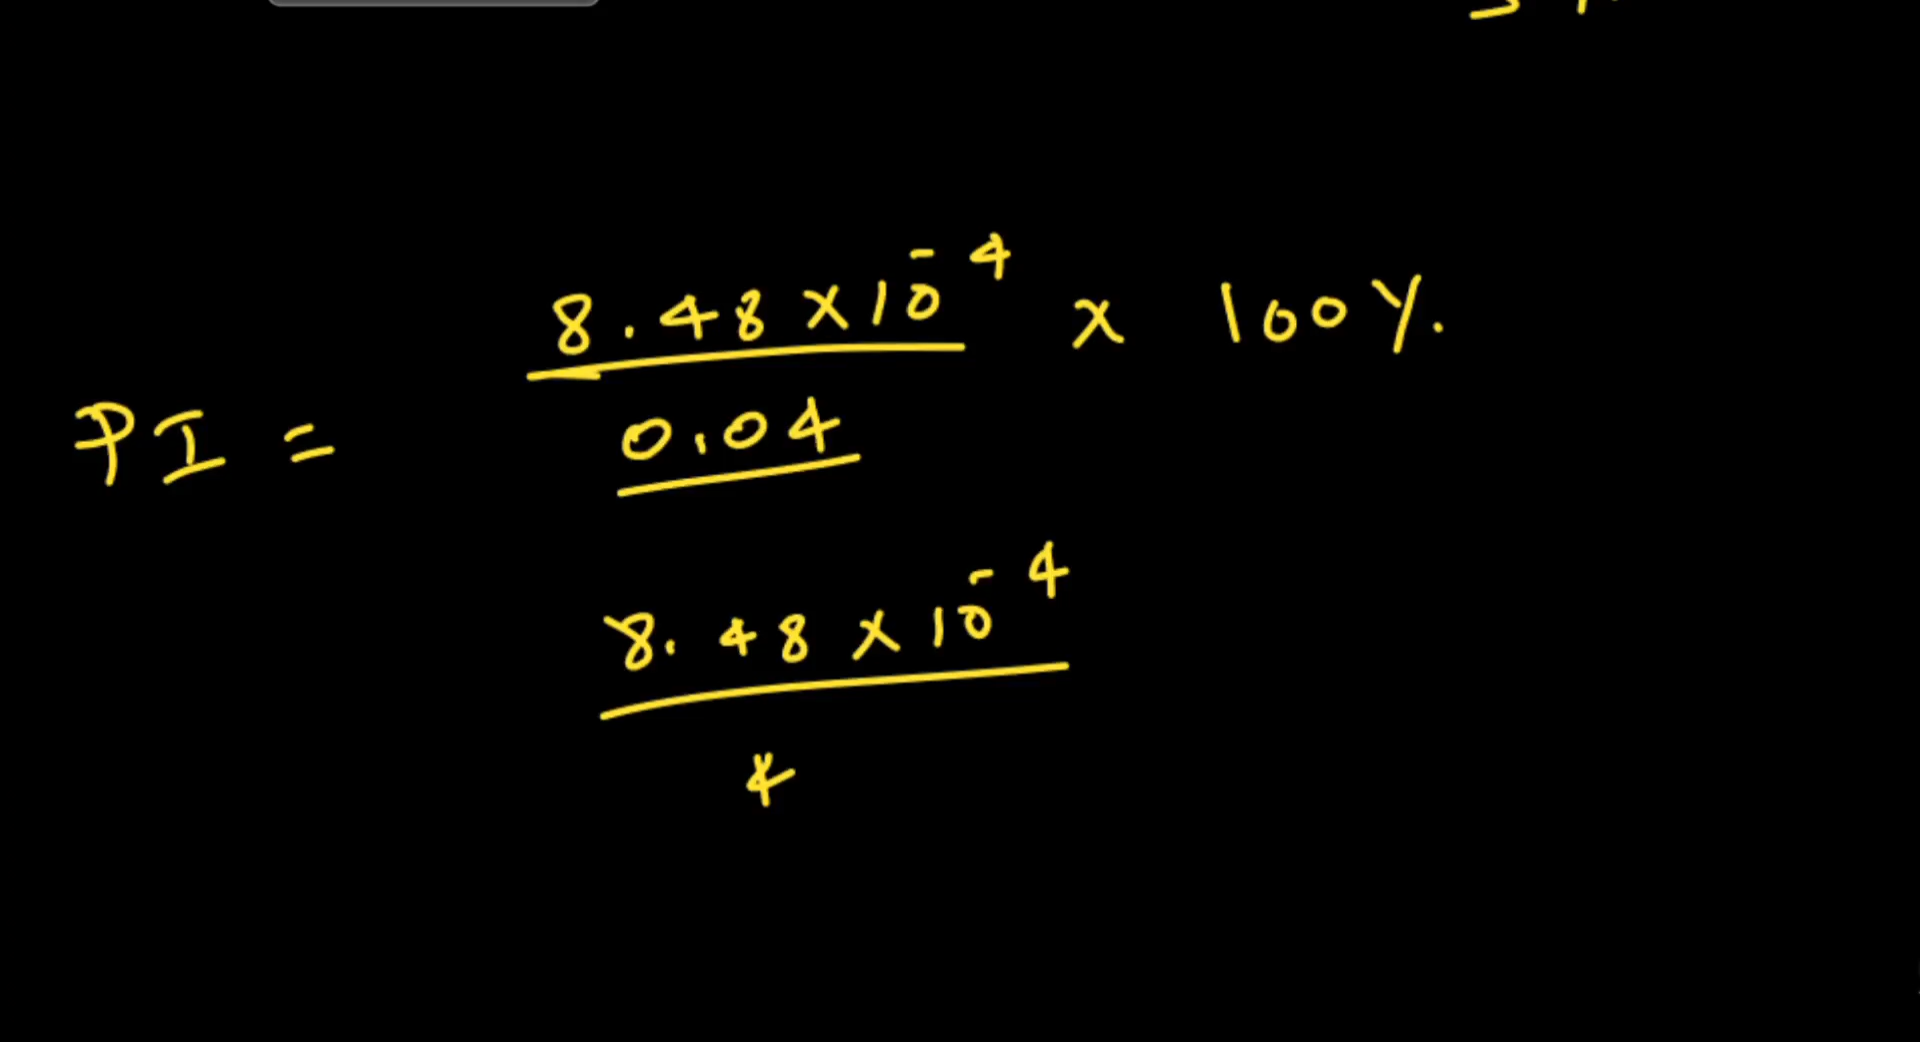 PI = 8.48 x 10^-4 / 0.04 x 100%
8.48 x 10^-4 / 4